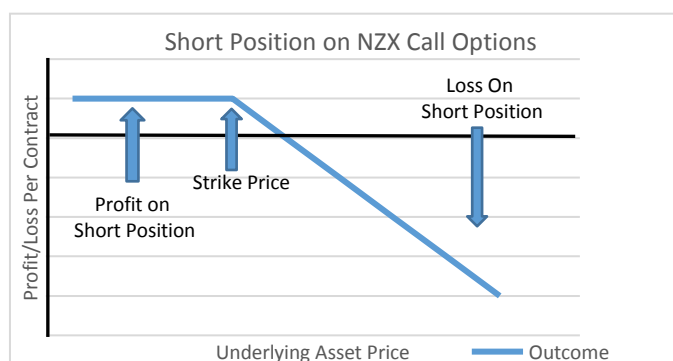 Short Position on NZX Call Options
Profit/Loss Per Contract
Loss On
Short Position
Strike Price
Profit on
Short Position
Underlying Asset Price
Outcome